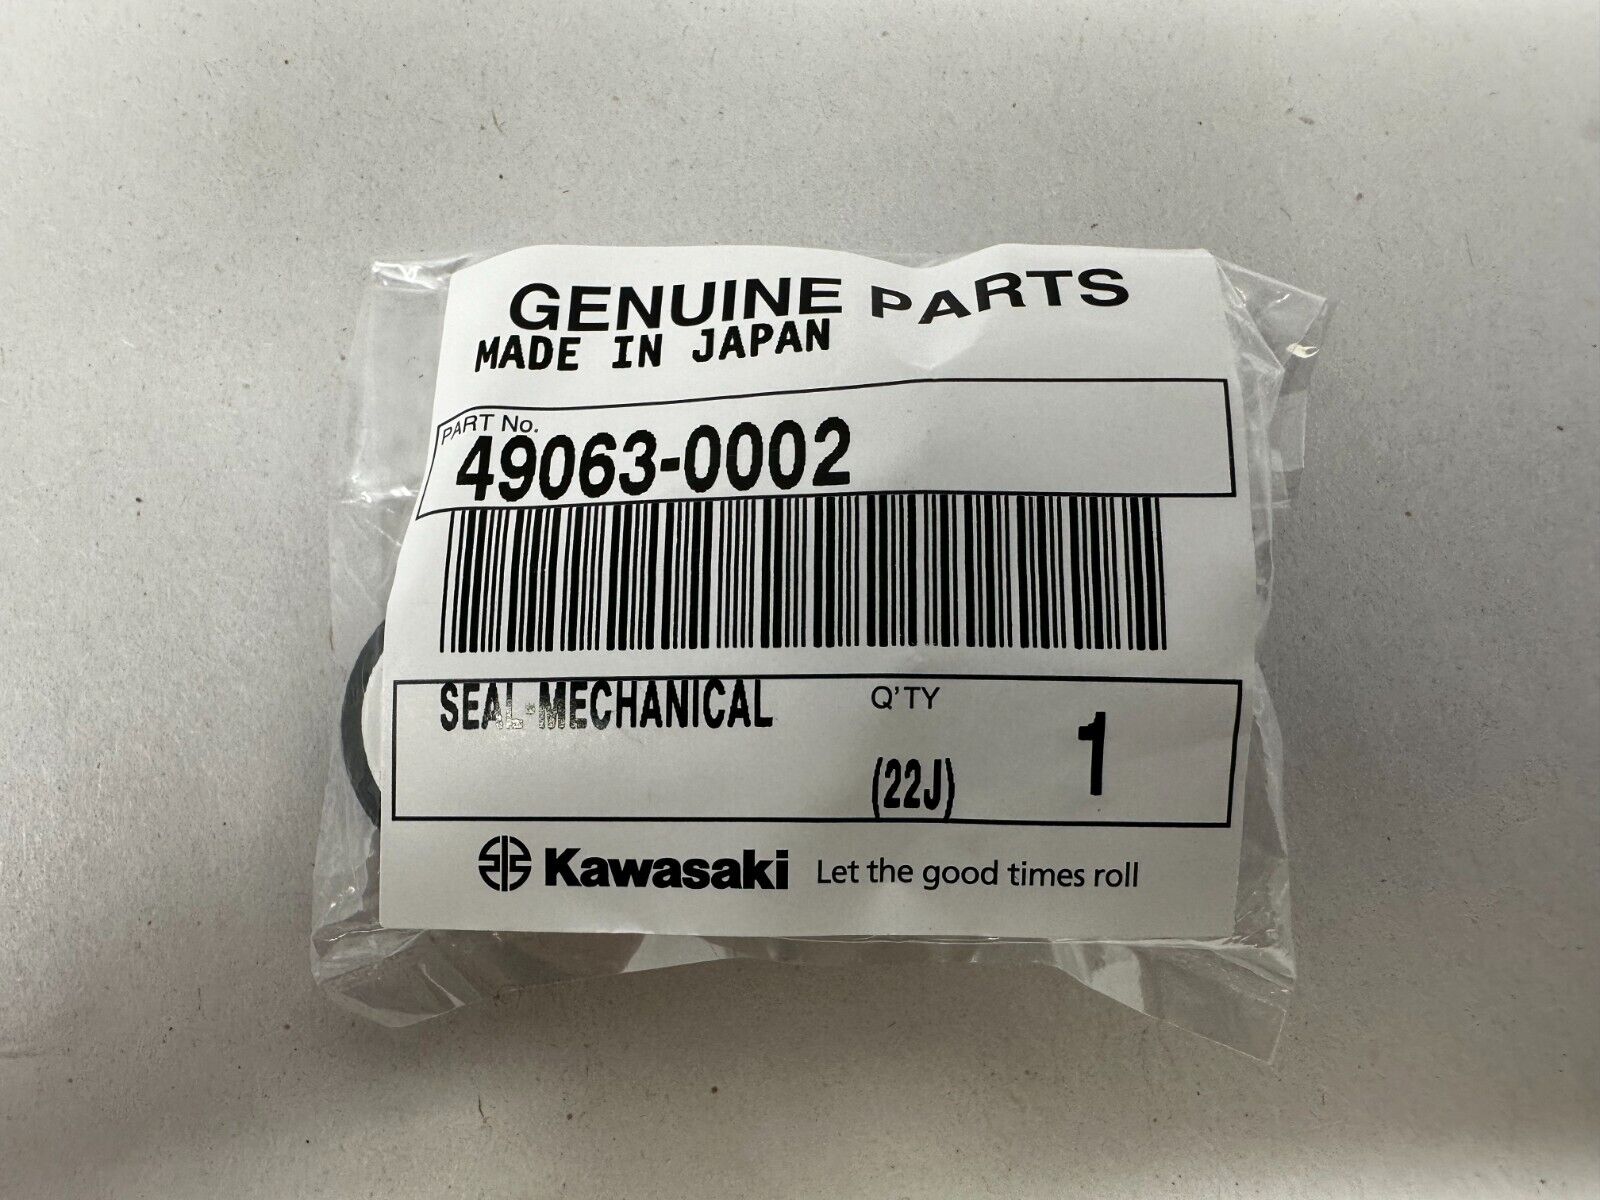 GENUINE PARTS
MADE IN JAPAN
PART No.
49063-0002
SEAL-MECHANICAL
Q'TY
1
(22J)
Kawasaki Let the good times roll